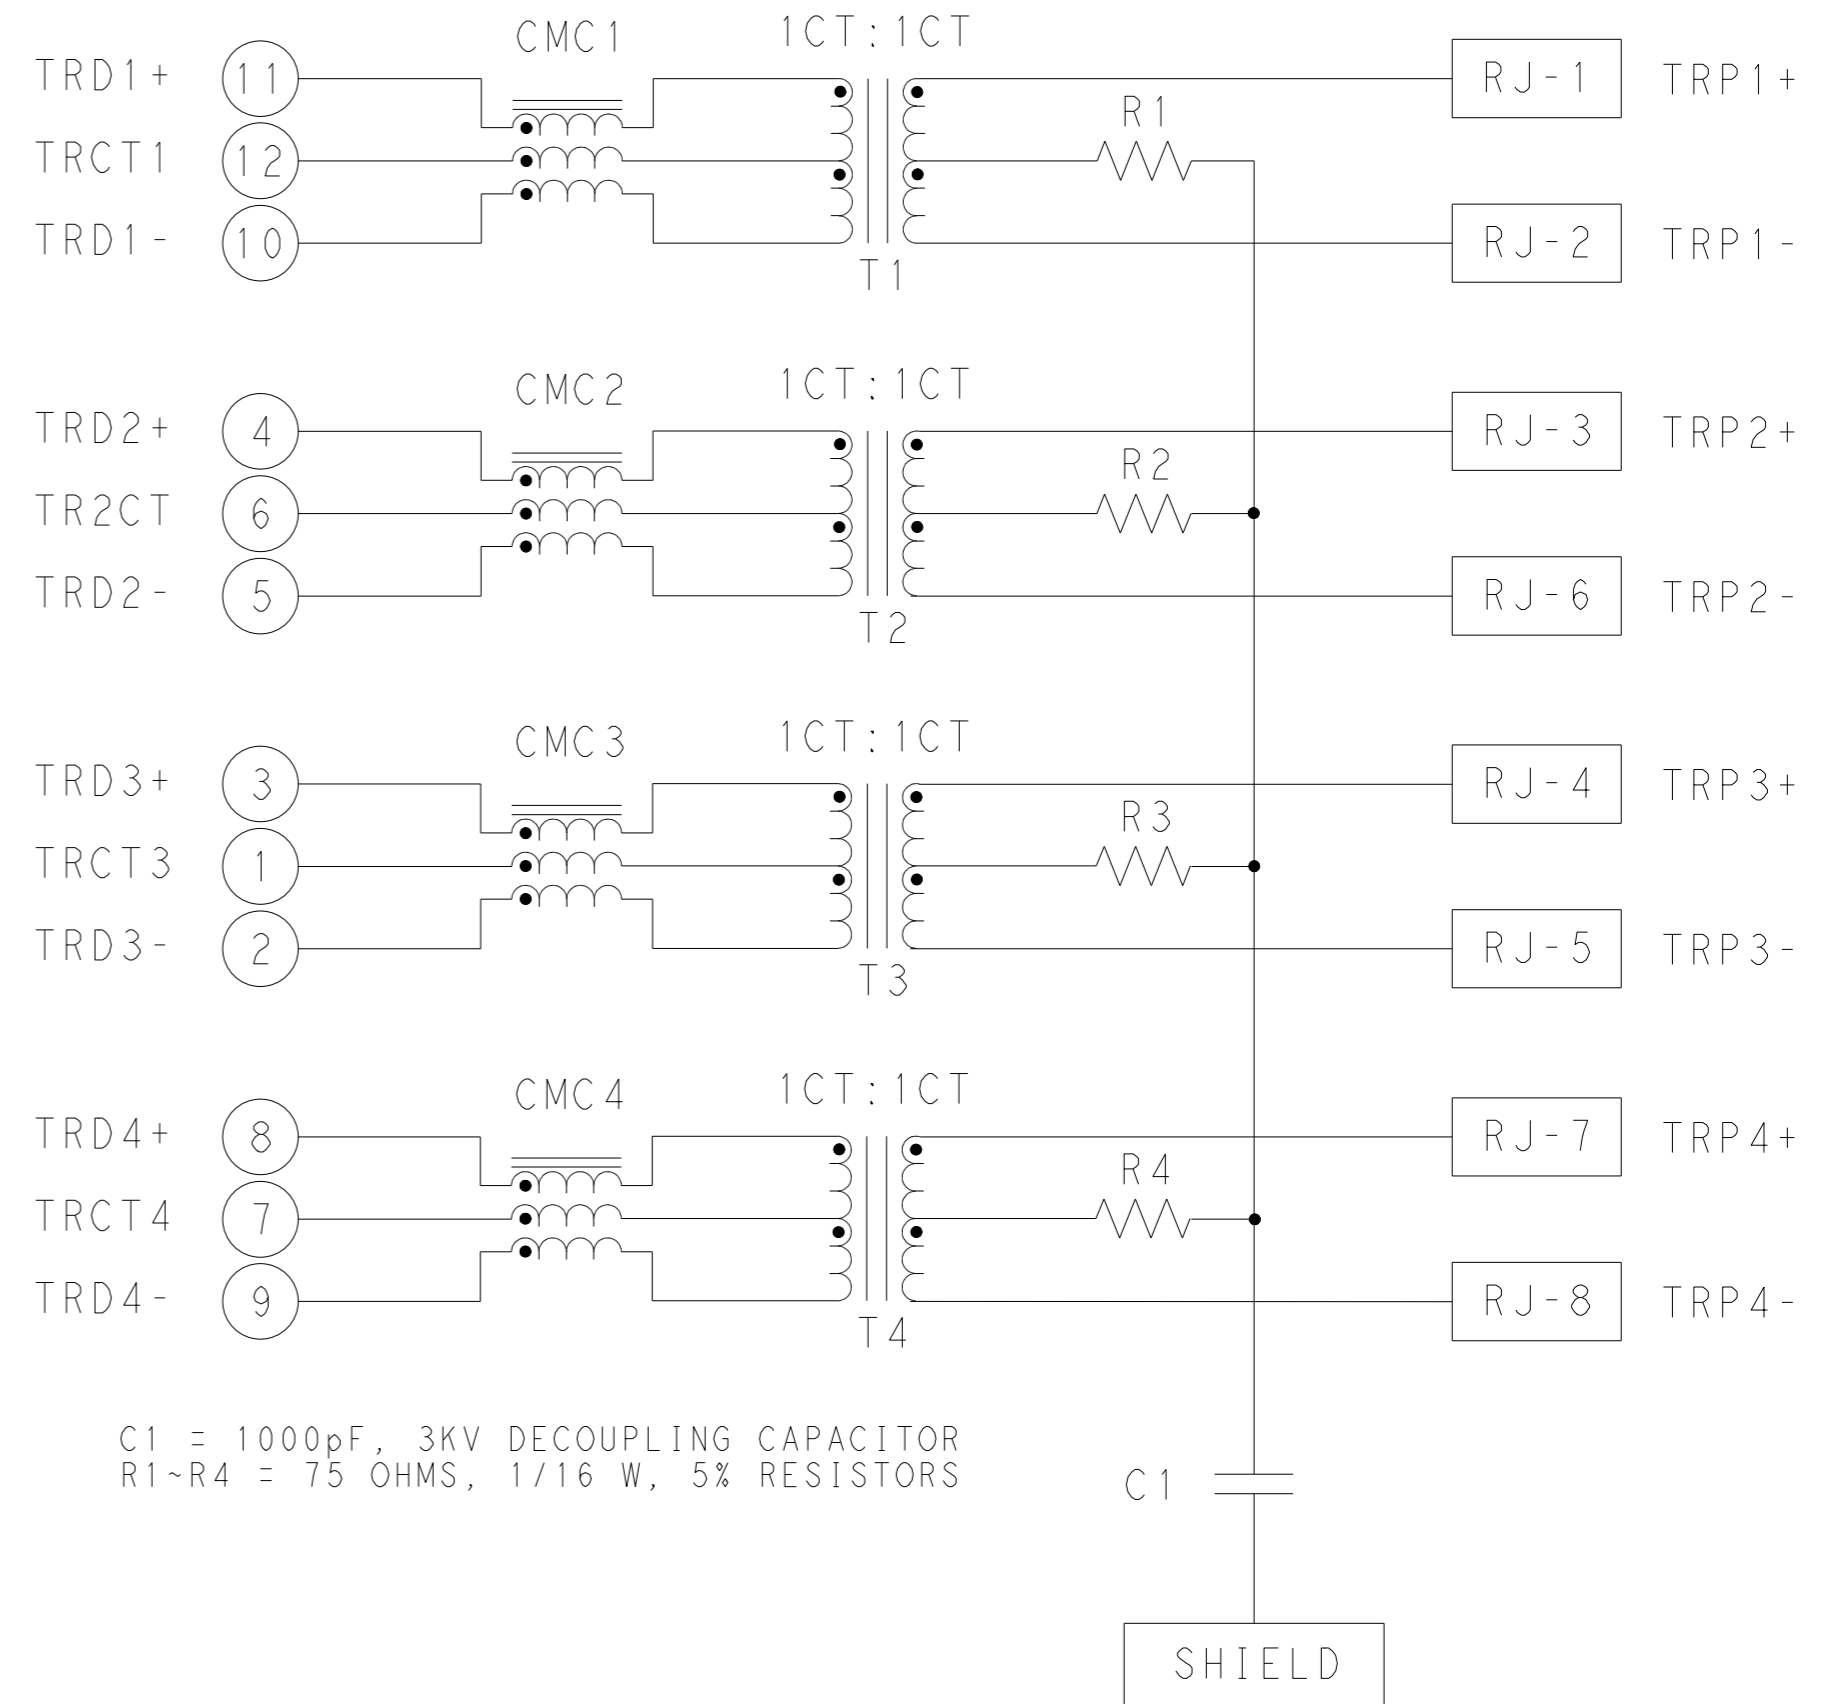 CMC1 1CT:1CT
TRD1+ 11 RJ-1 TRP1+
R1
TRCT1 12
TRD1- 10 RJ-2 TRP1-
T1
CMC2 1CT:1CT
TRD2+ 4 RJ-3 TRP2+
R2
TR2CT 6
TRD2- 5 RJ-6 TRP2-
T2
CMC3 1CT:1CT
TRD3+ 3 RJ-4 TRP3+
R3
TRCT3 1
TRD3- 2 RJ-5 TRP3-
T3
CMC4 1CT:1CT
TRD4+ 8 RJ-7 TRP4+
R4
TRCT4 7
TRD4- 9 RJ-8 TRP4-
T4
C1 = 1000pF, 3KV DECOUPLING CAPACITOR
R1~R4 = 75 OHMS, 1/16 W, 5% RESISTORS
C1
SHIELD